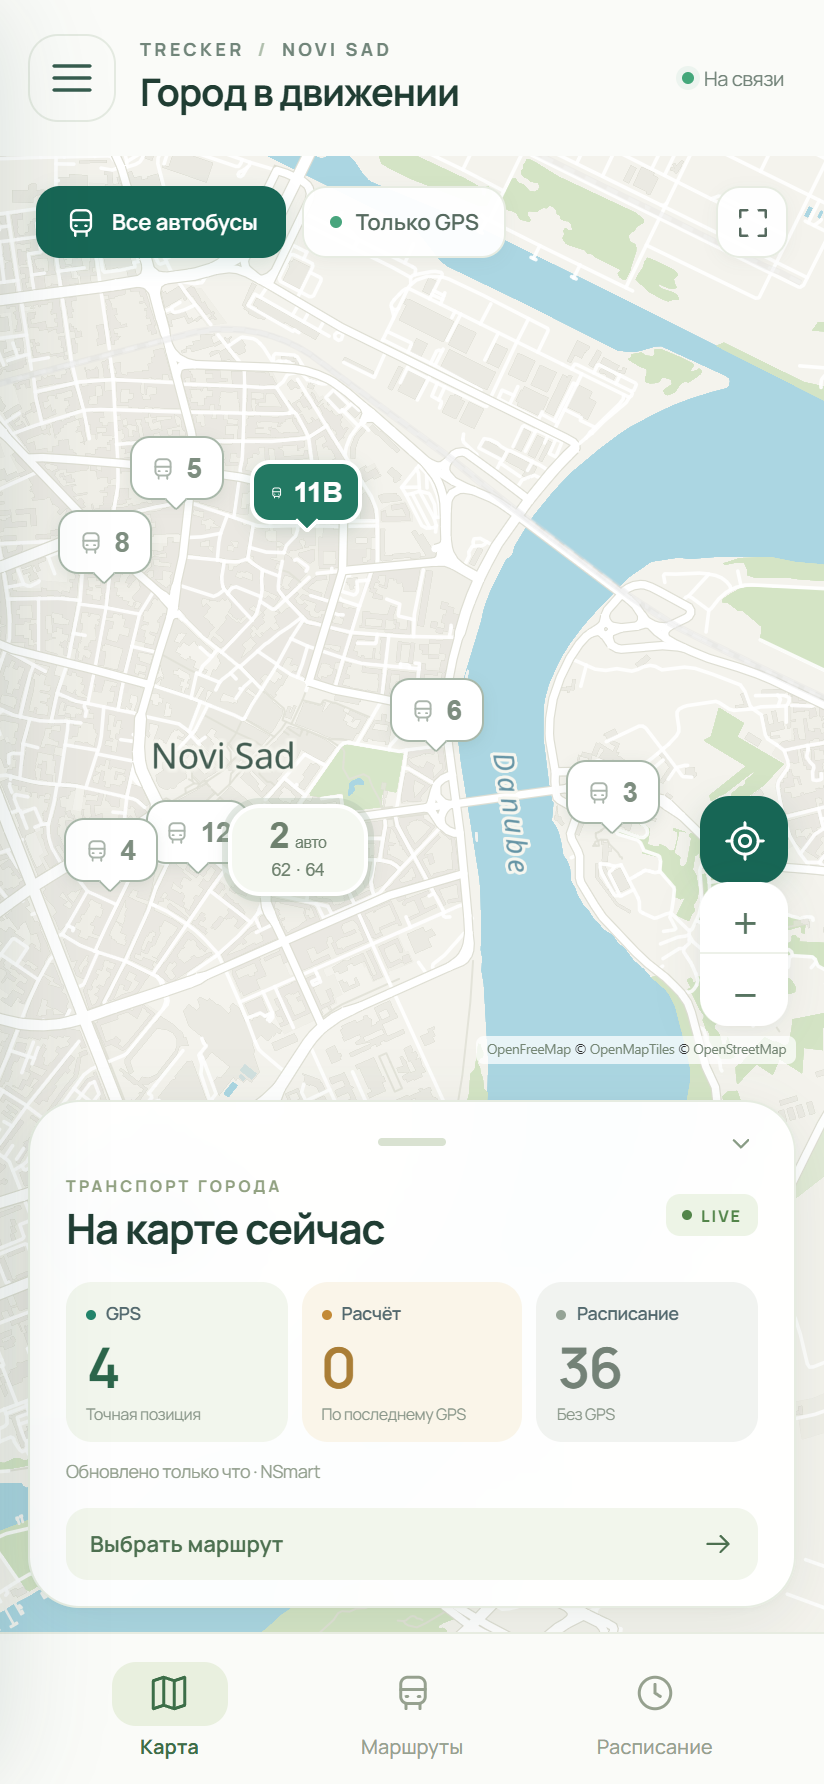 TRECKER / NOVI SAD
Город в движении
На связи
Все автобусы
Только GPS
5
11B
8
6
Novi Sad
Danube
3
4
12
2 авто
62 · 64
+
−
OpenFreeMap © OpenMapTiles © OpenStreetMap
ТРАНСПОРТ ГОРОДА
На карте сейчас
LIVE
GPS
4
Точная позиция
Расчёт
0
По последнему GPS
Расписание
36
Без GPS
Обновлено только что · NSmart
Выбрать маршрут
Карта
Маршруты
Расписание